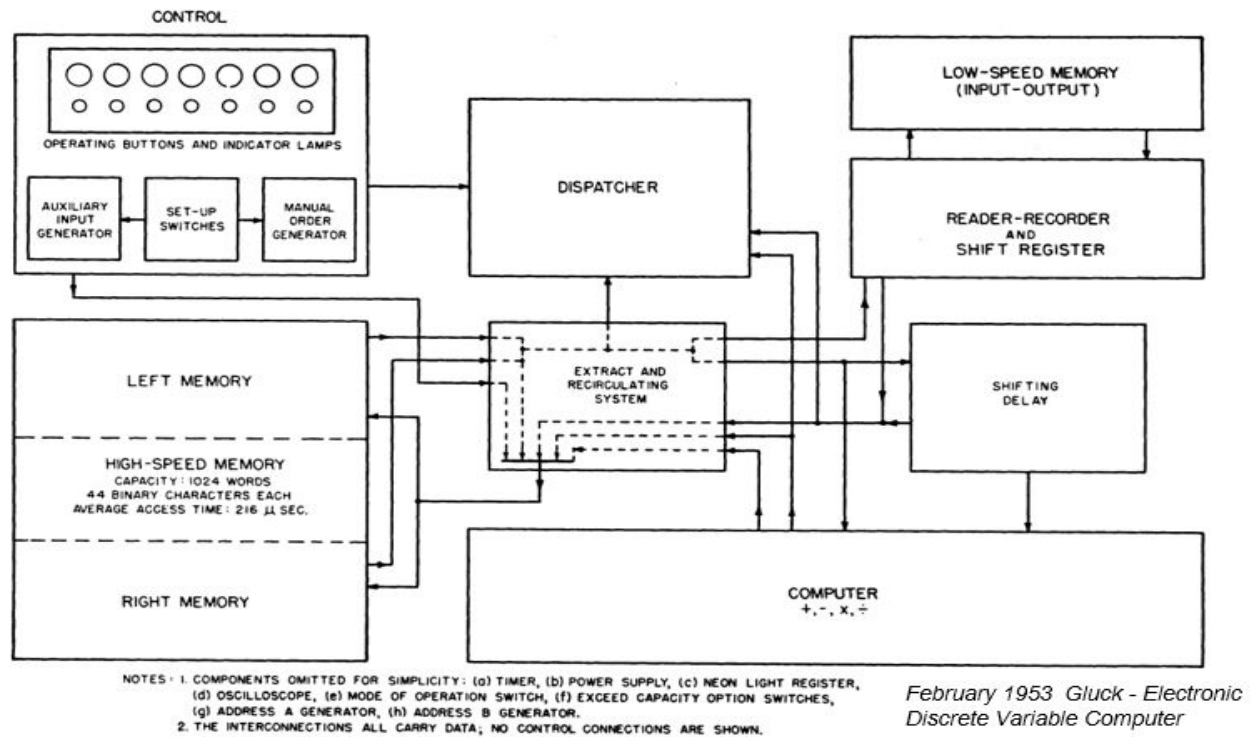 CONTROL
OPERATING BUTTONS AND INDICATOR LAMPS
AUXILIARY
INPUT
GENERATOR
SET-UP
SWITCHES
MANUAL
ORDER
GENERATOR
DISPATCHER
LOW-SPEED MEMORY
(INPUT-OUTPUT)
READER-RECORDER
AND
SHIFT REGISTER
LEFT MEMORY
HIGH-SPEED MEMORY
CAPACITY: 1024 WORDS
44 BINARY CHARACTERS EACH
AVERAGE ACCESS TIME: 216 µ SEC.
RIGHT MEMORY
EXTRACT AND
RECIRCULATING
SYSTEM
SHIFTING
DELAY
COMPUTER
+,-,x,÷
NOTES: 1. COMPONENTS OMITTED FOR SIMPLICITY: (a) TIMER, (b) POWER SUPPLY, (c) NEON LIGHT REGISTER,
(d) OSCILLOSCOPE, (e) MODE OF OPERATION SWITCH, (f) EXCEED CAPACITY OPTION SWITCHES,
(g) ADDRESS A GENERATOR, (h) ADDRESS B GENERATOR.
2. THE INTERCONNECTIONS ALL CARRY DATA; NO CONTROL CONNECTIONS ARE SHOWN.
February 1953 Gluck - Electronic
Discrete Variable Computer